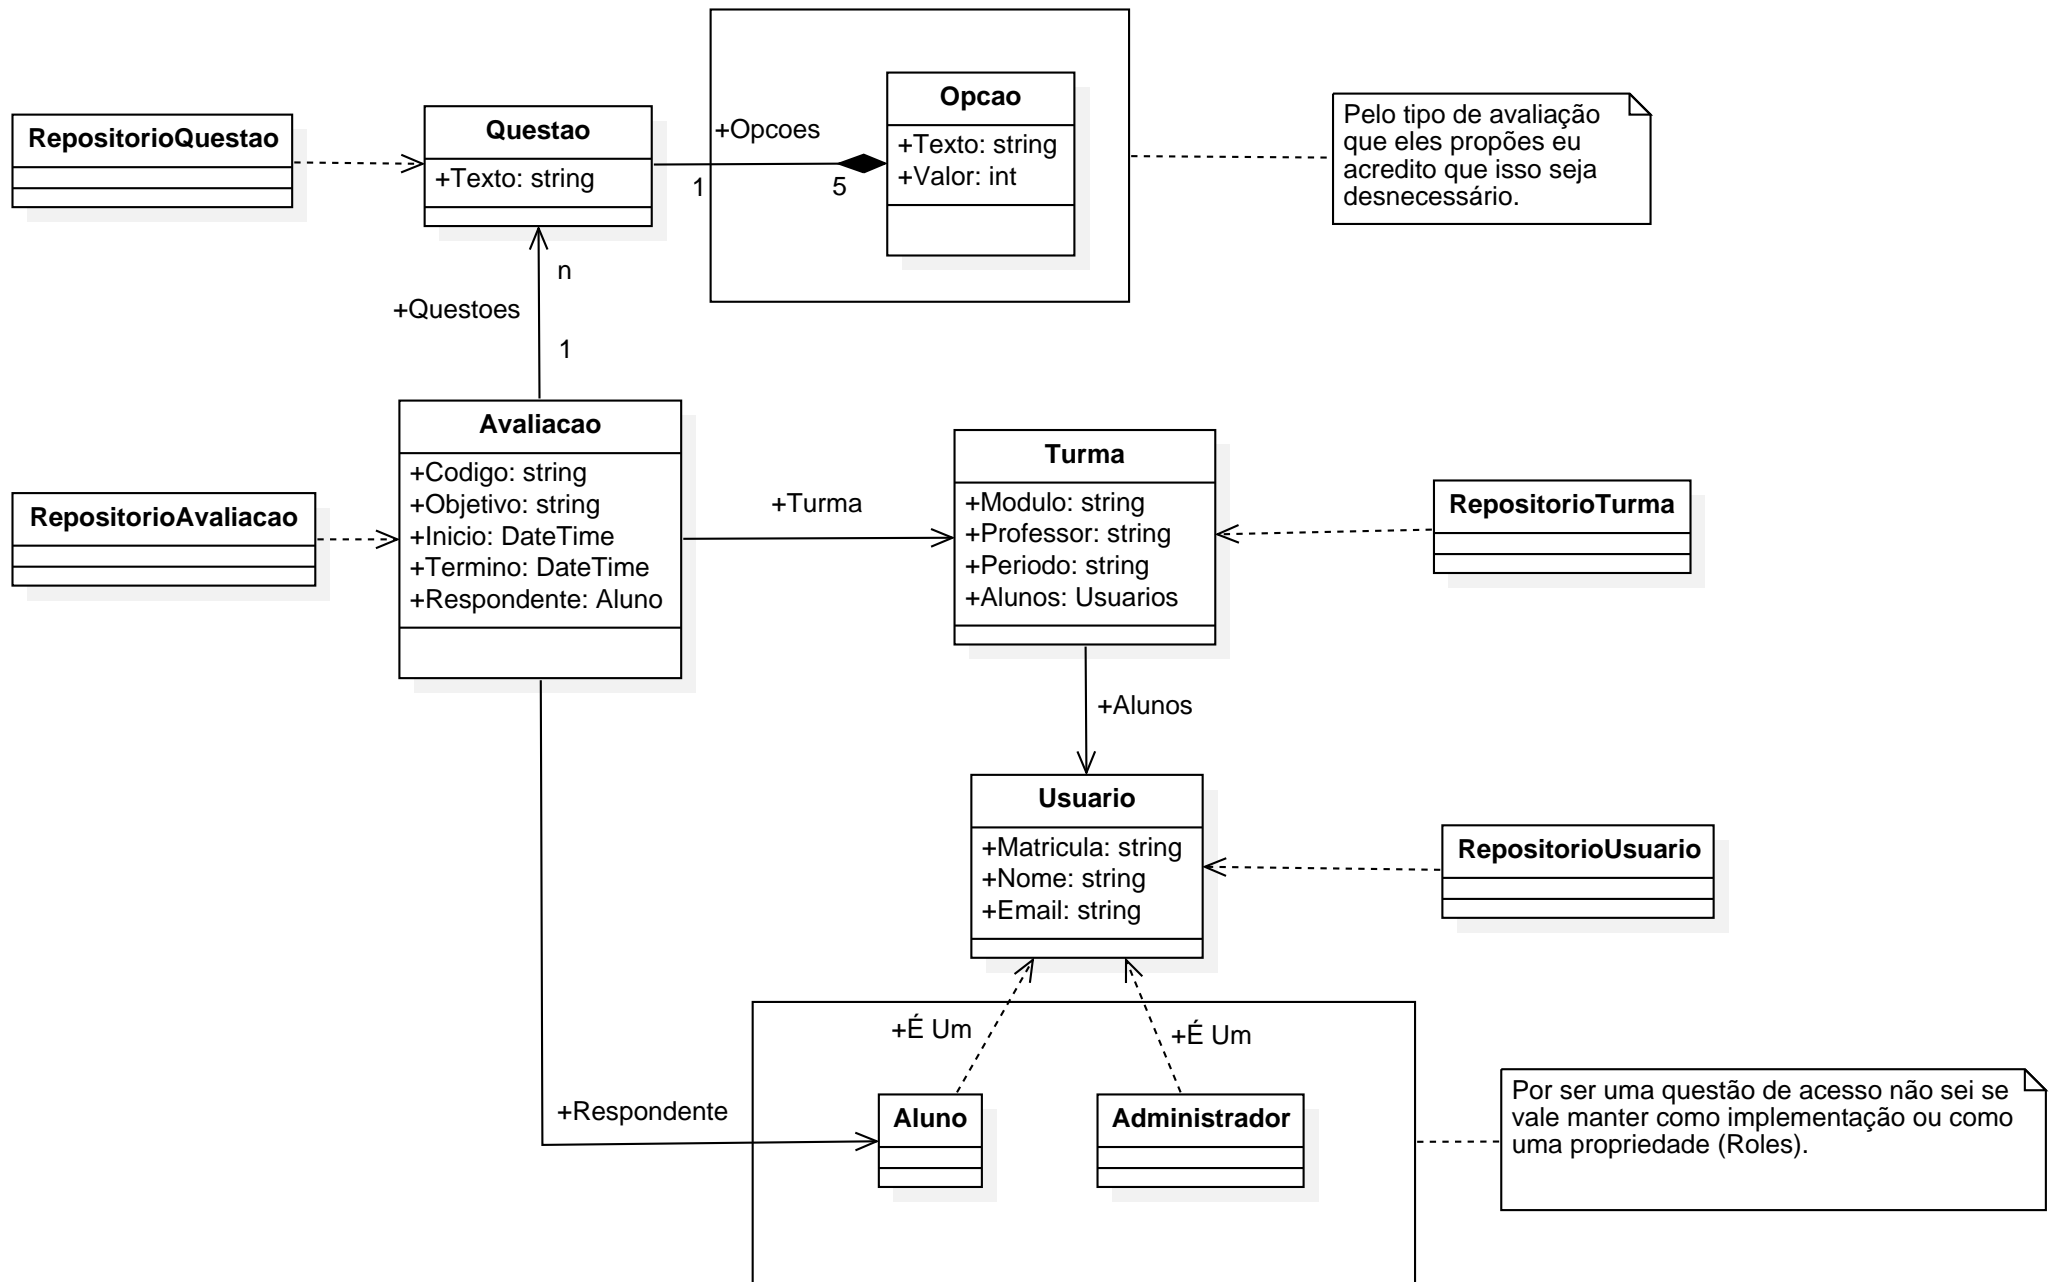 Opcao
+Texto: string
+Valor: int
Pelo tipo de avaliação
que eles propões eu
acredito que isso seja
desnecessário.
RepositorioQuestao
Questao
+Texto: string
+Opcoes
1
5
n
+Questoes
1
Avaliacao
+Codigo: string
+Objetivo: string
+Inicio: DateTime
+Termino: DateTime
+Respondente: Aluno
RepositorioAvaliacao
+Turma
Turma
+Modulo: string
+Professor: string
+Periodo: string
+Alunos: Usuarios
RepositorioTurma
+Alunos
Usuario
+Matricula: string
+Nome: string
+Email: string
RepositorioUsuario
+É Um
+É Um
+Respondente
Aluno
Administrador
Por ser uma questão de acesso não sei se
vale manter como implementação ou como
uma propriedade (Roles).